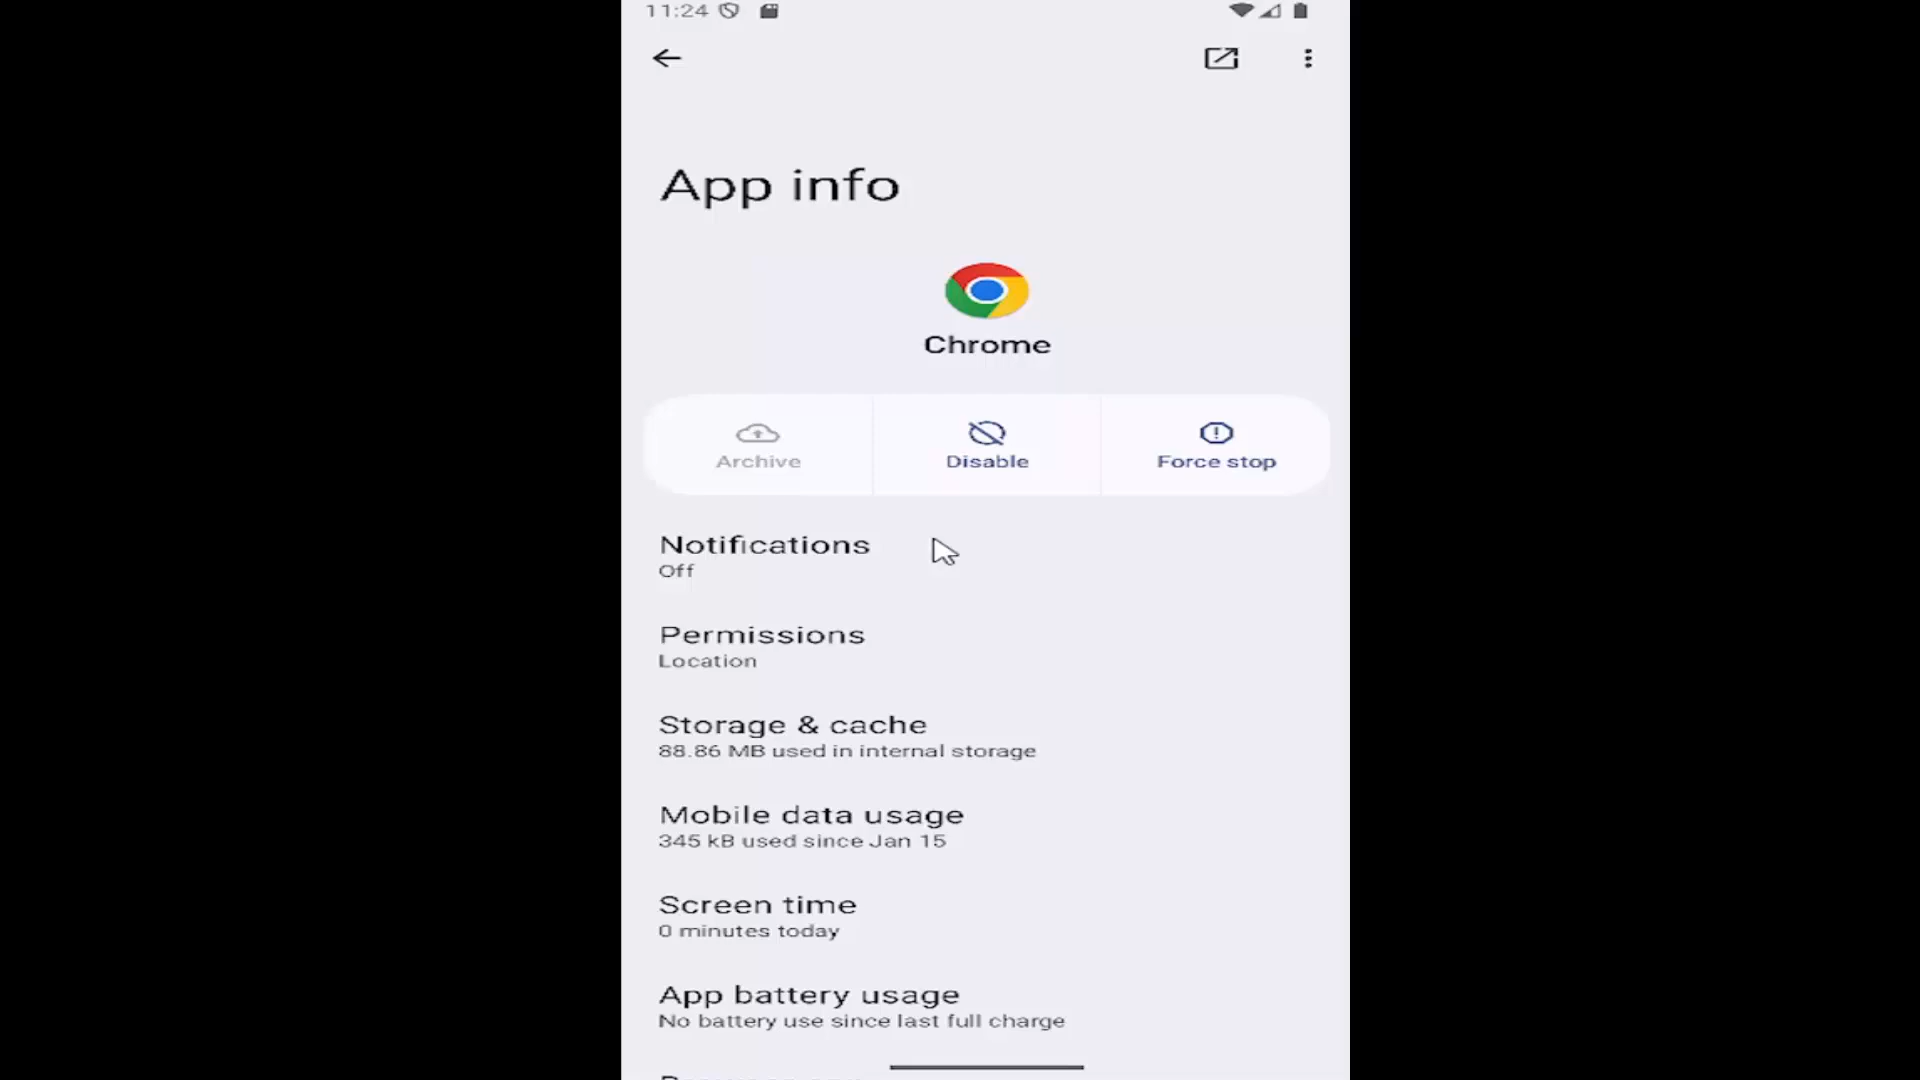 11:24
App info
Chrome
Archive
Disable
Force stop
Notifications
Off
Permissions
Location
Storage & cache
88.86 MB used in internal storage
Mobile data usage
345 kB used since Jan 15
Screen time
0 minutes today
App battery usage
No battery use since last full charge